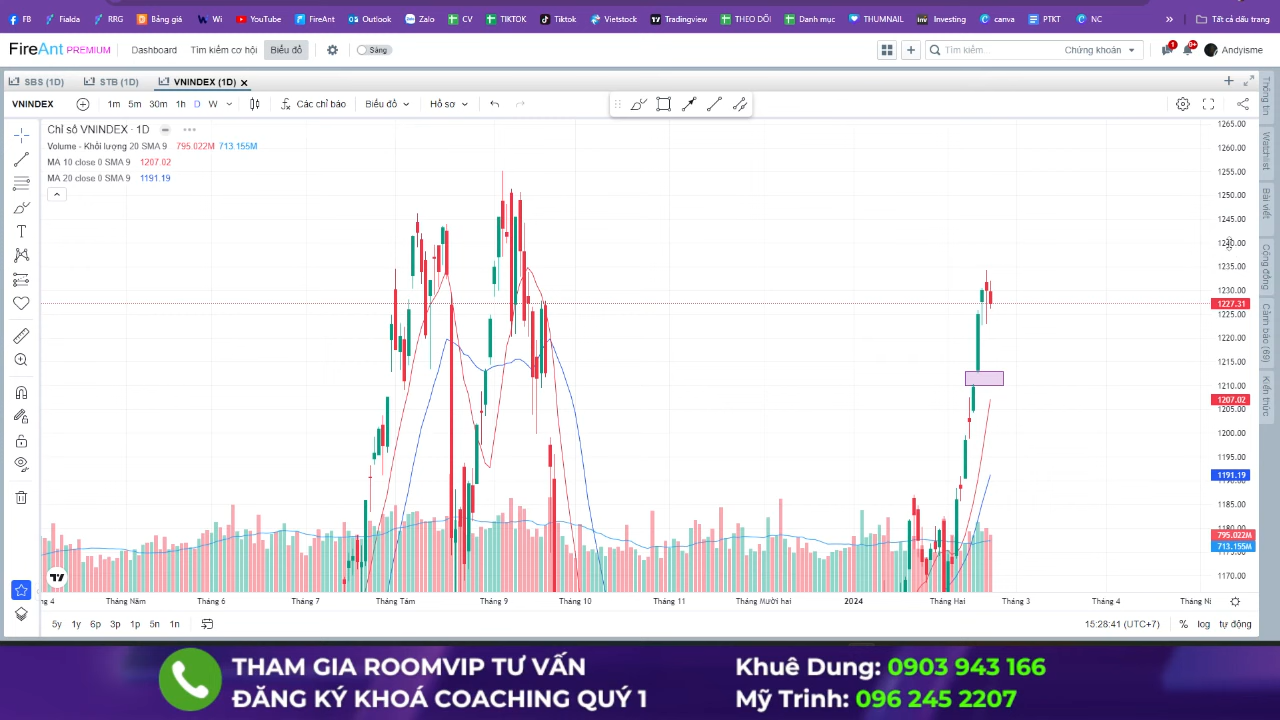 FB Fialda RRG Bảng giá Wi YouTube FireAnt Outlook Zalo CV TIKTOK Tiktok Vietstock Tradingview THEO DÕI Danh mục THUMNAIL Investing canva PTKT NC » Tất cả dấu trang
FireAnt PREMIUM Dashboard Tìm kiếm cơ hội Biểu đồ Sáng Tìm kiếm... Chứng khoán 1 9+ Andyisme
SBS (1D) STB (1D) VNINDEX (1D)
VNINDEX 1m 5m 30m 1h D W Các chỉ báo Biểu đồ Hồ sơ
Chỉ số VNINDEX · 1D
Volume - Khối lượng 20 SMA 9 795.022M 713.155M
MA 10 close 0 SMA 9 1207.02
MA 20 close 0 SMA 9 1191.19
1265.00
1260.00
1255.00
1250.00
1245.00
1240.00
1235.00
1230.00
1227.31
1225.00
1220.00
1215.00
1210.00
1207.02
1205.00
1200.00
1195.00
1191.19
1185.00
1180.00
795.022M
713.155M
1170.00
Thông tin
Watchlist
Bài viết
Cộng đồng
Cảnh báo (69)
Kiến thức
ng 4 Tháng Năm Tháng 6 Tháng 7 Tháng Tám Tháng 9 Tháng 10 Tháng 11 Tháng Mười hai 2024 Tháng Hai Tháng 3 Tháng 4 Tháng Ni
5y 1y 6p 3p 1p 5n 1n 15:28:41 (UTC+7) % log tự động
THAM GIA ROOMVIP TƯ VẤN
ĐĂNG KÝ KHOÁ COACHING QUÝ 1
Khuê Dung: 0903 943 166
Mỹ Trinh: 096 245 2207